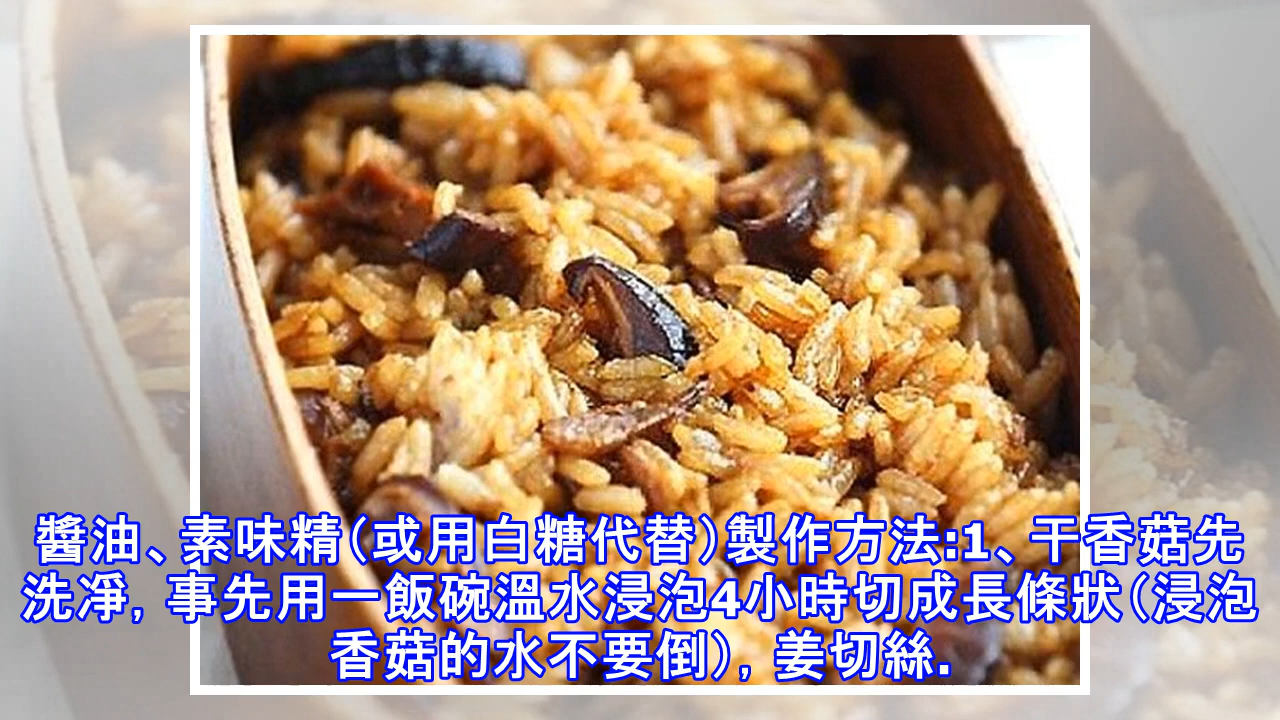 醬油、素味精(或用白糖代替)製作方法:1、干香菇先
洗凈, 事先用一飯碗溫水浸泡4小時切成長條狀(浸泡
香菇的水不要倒), 姜切絲.